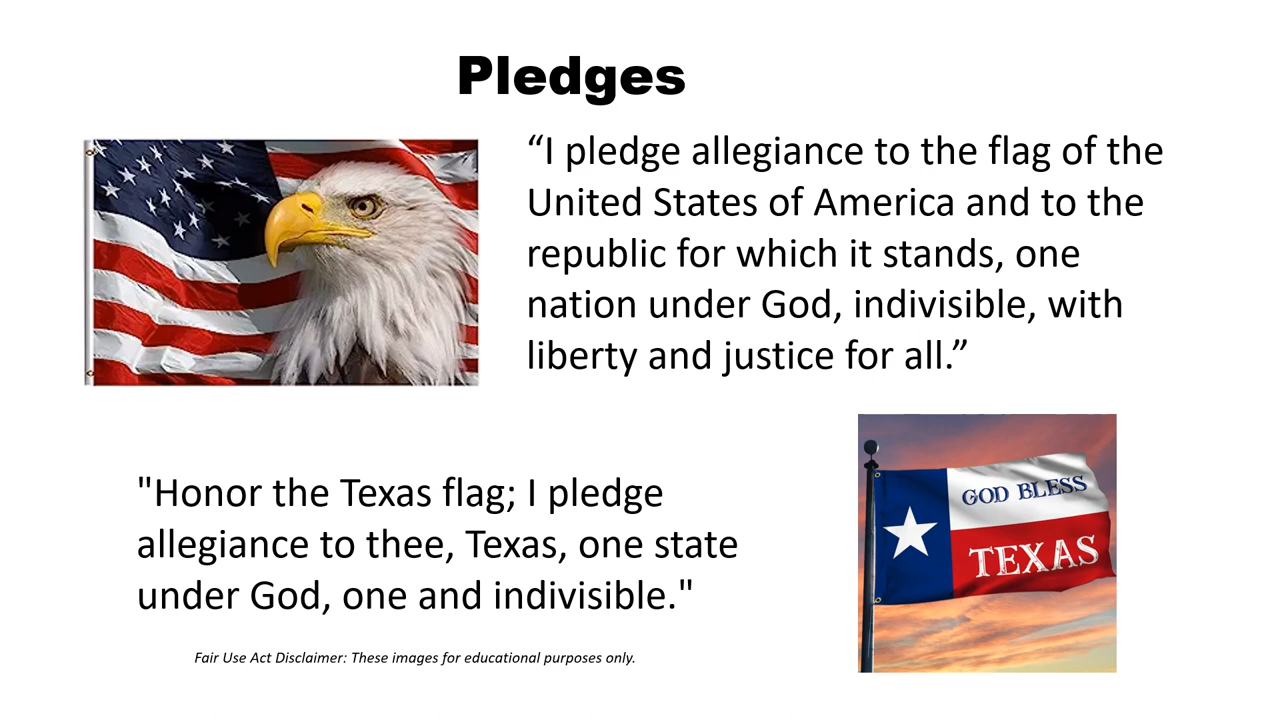 Pledges
“I pledge allegiance to the flag of the
United States of America and to the
republic for which it stands, one
nation under God, indivisible, with
liberty and justice for all.”
GOD BLESS
TEXAS
"Honor the Texas flag; I pledge
allegiance to thee, Texas, one state
under God, one and indivisible."
Fair Use Act Disclaimer: These images for educational purposes only.